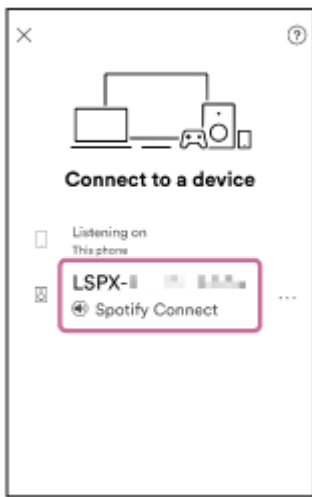 Connect to a device
Listening on
This phone
LSPX-
Spotify Connect